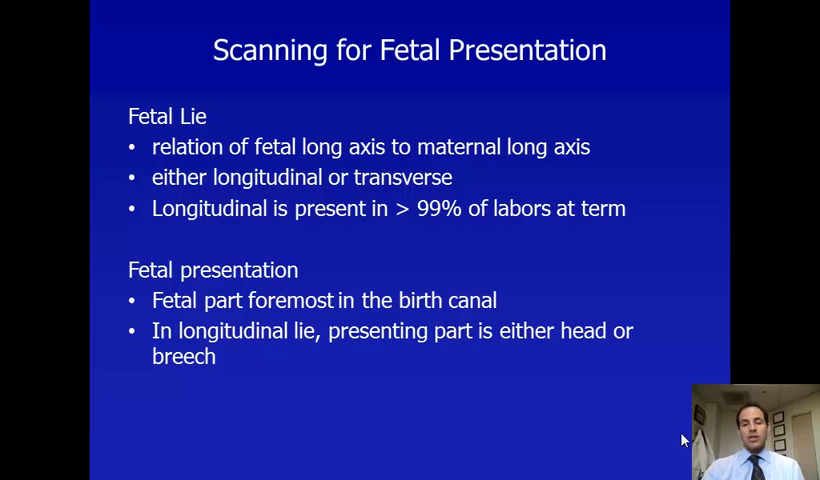 Scanning for Fetal Presentation
Fetal Lie
• relation of fetal long axis to maternal long axis
• either longitudinal or transverse
• Longitudinal is present in > 99% of labors at term
Fetal presentation
• Fetal part foremost in the birth canal
• In longitudinal lie, presenting part is either head or
breech